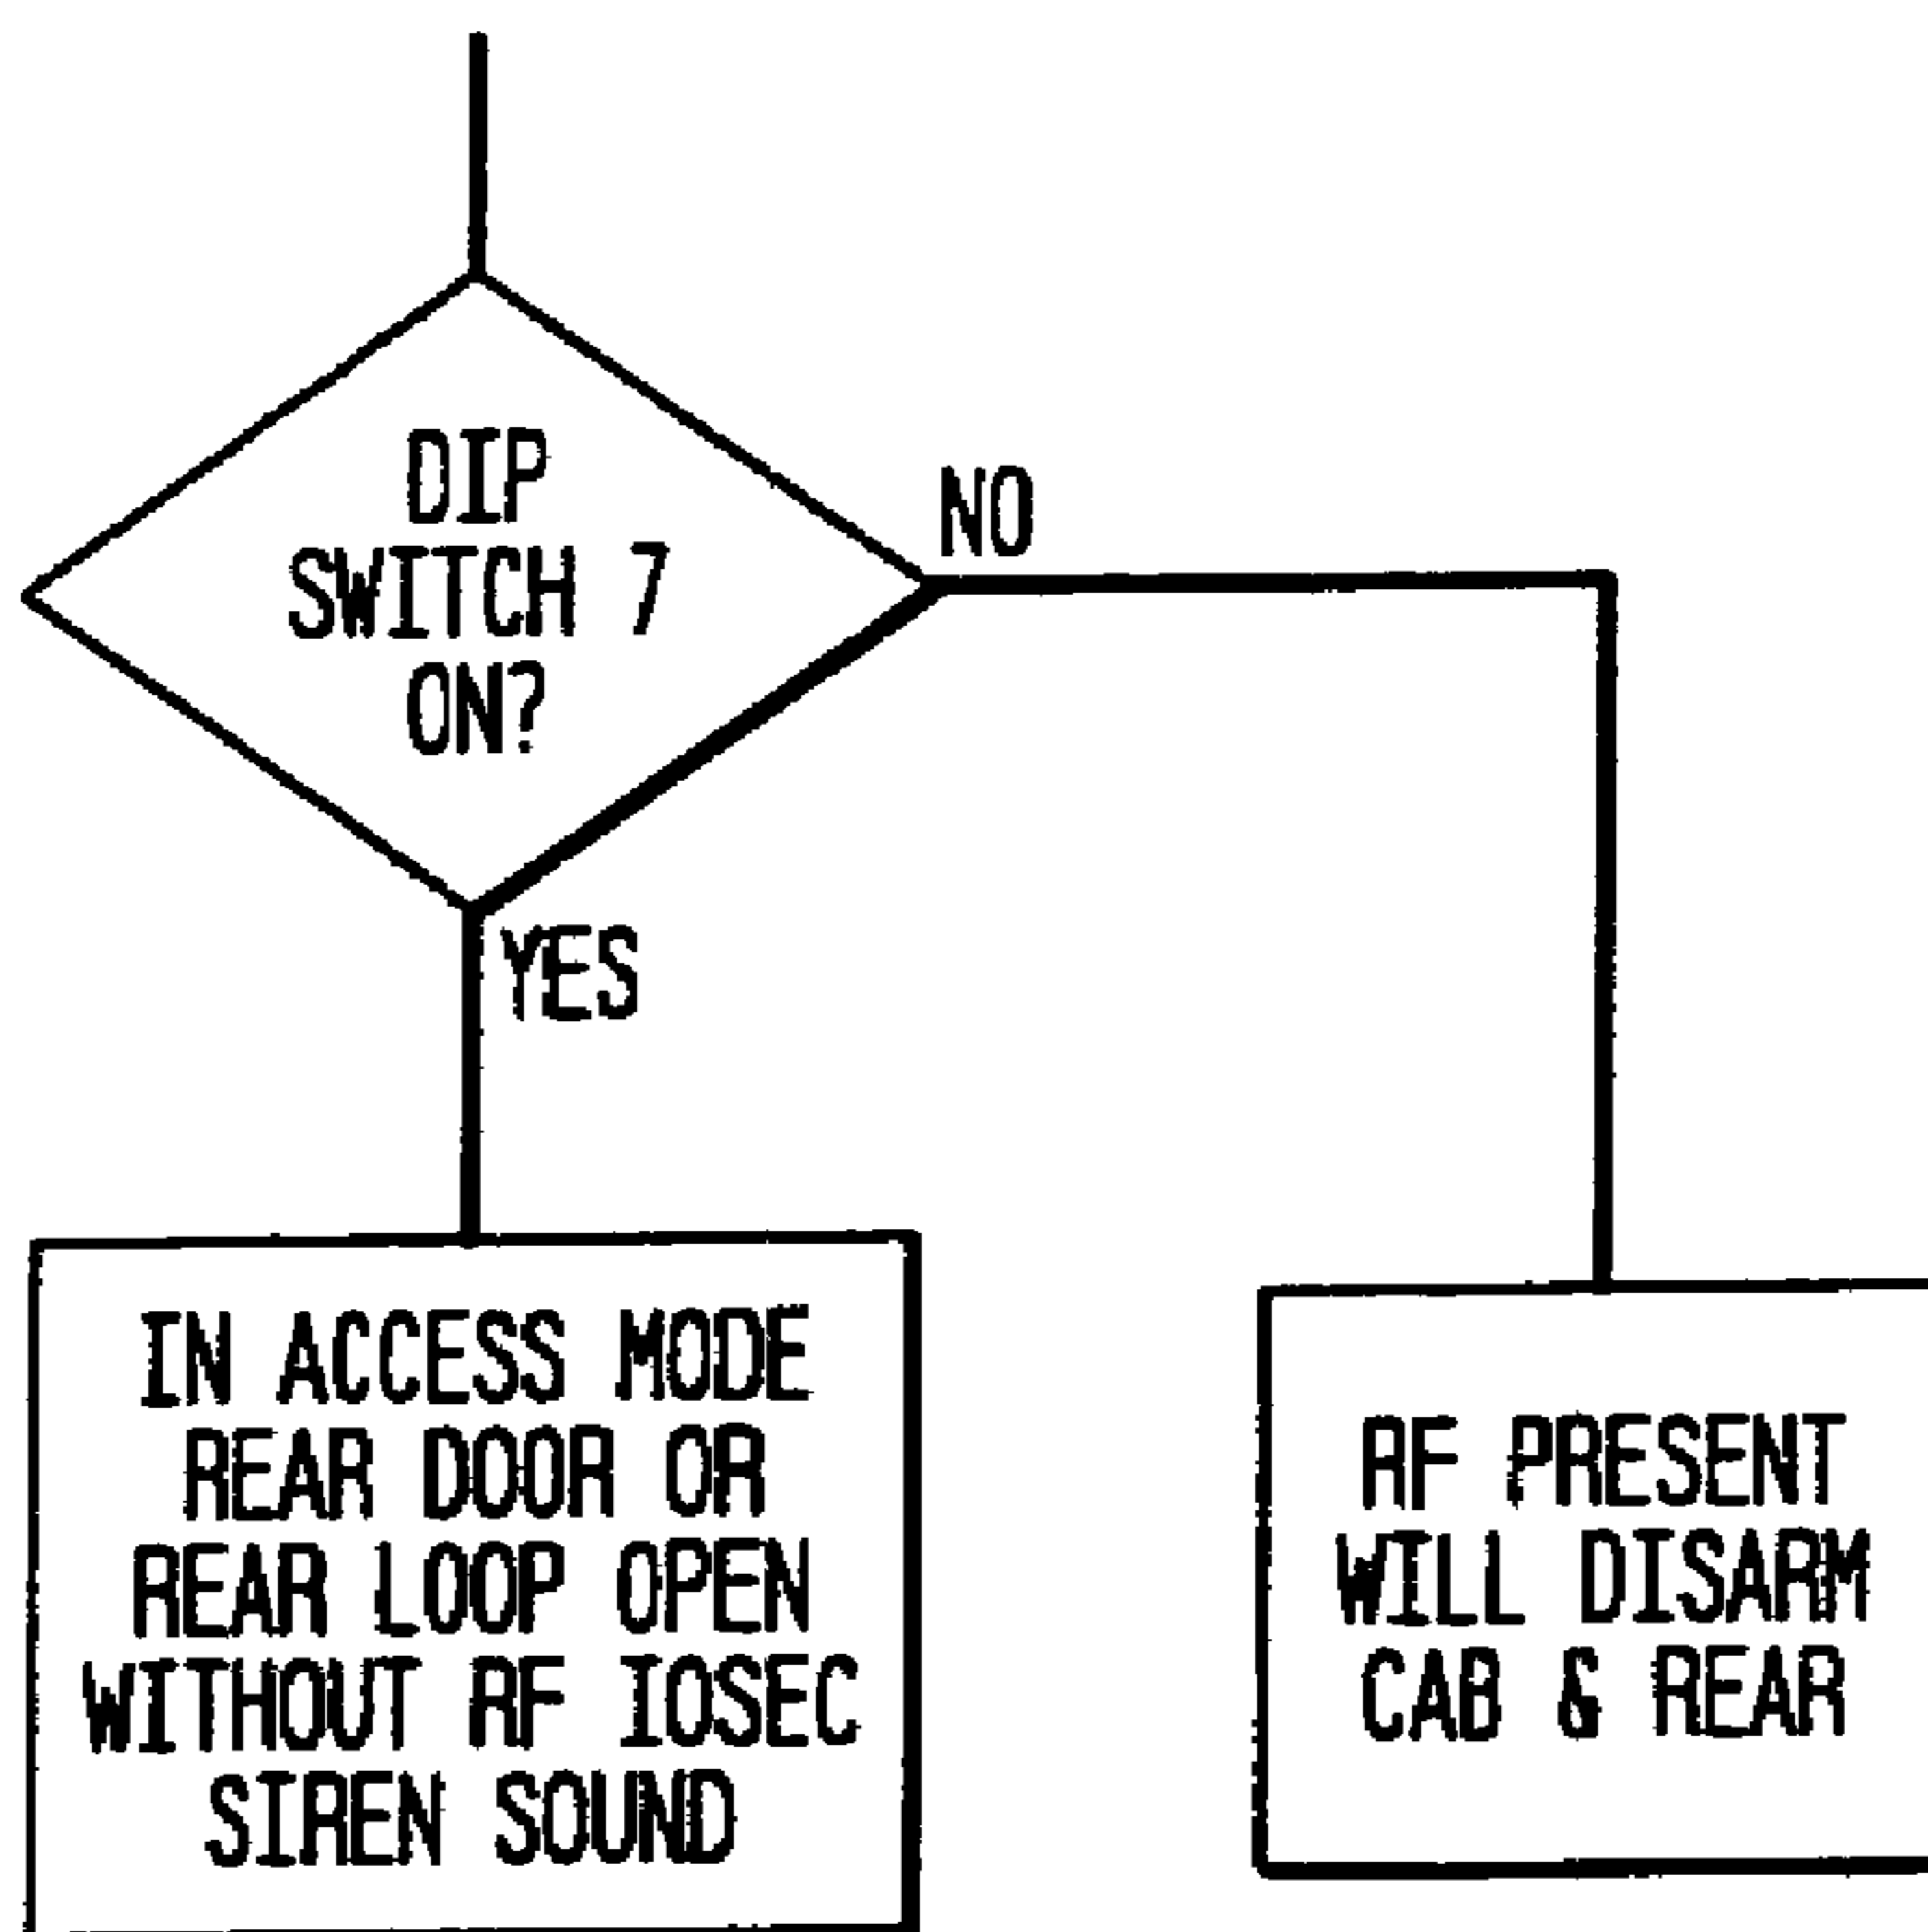 DIP
SWITCH 7
ON?
NO
YES
IN ACCESS MODE
REAR DOOR OR
REAR LOOP OPEN
WITHOUT RF IOSEC
SIREN SOUND
RF PRESENT
WILL DISARM
CAB & REAR